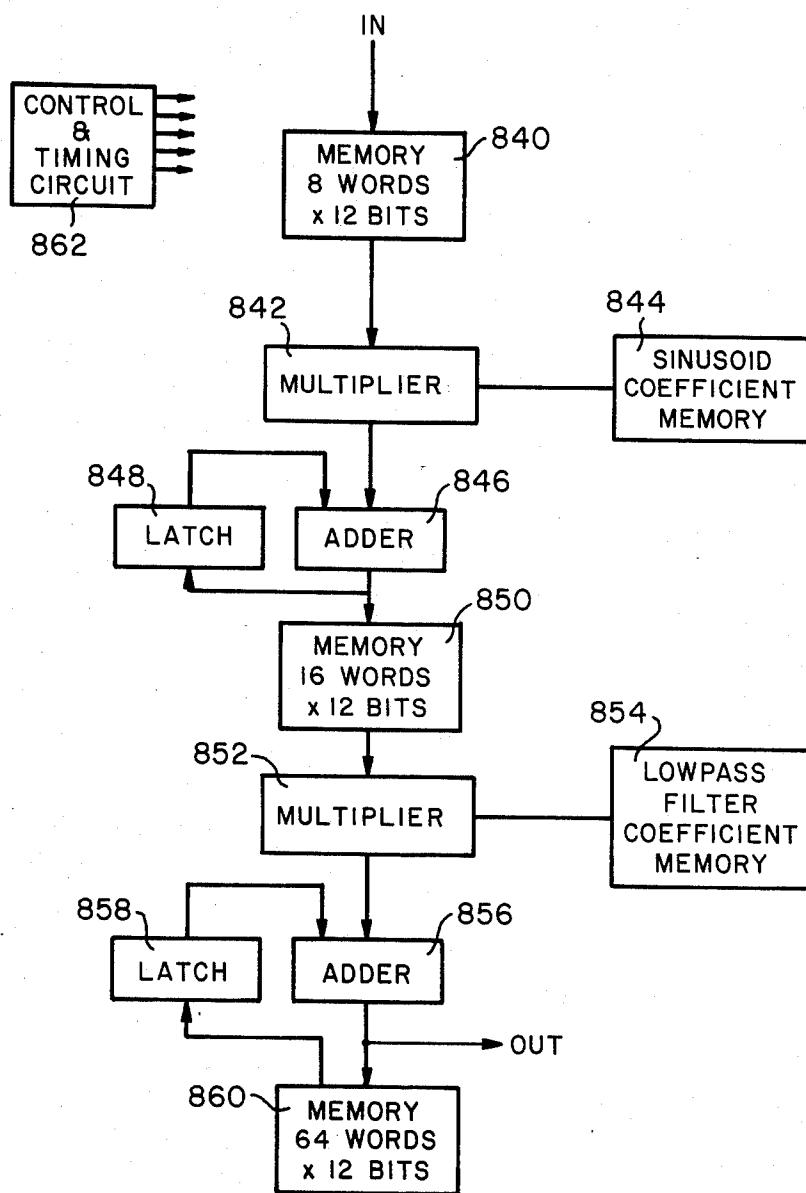 IN
CONTROL
&
TIMING
CIRCUIT
862
MEMORY
8 WORDS
x 12 BITS
840
842
MULTIPLIER
844
SINUSOID
COEFFICIENT
MEMORY
848
LATCH
846
ADDER
850
MEMORY
16 WORDS
x 12 BITS
852
MULTIPLIER
854
LOWPASS
FILTER
COEFFICIENT
MEMORY
858
LATCH
856
ADDER
OUT
860
MEMORY
64 WORDS
x 12 BITS